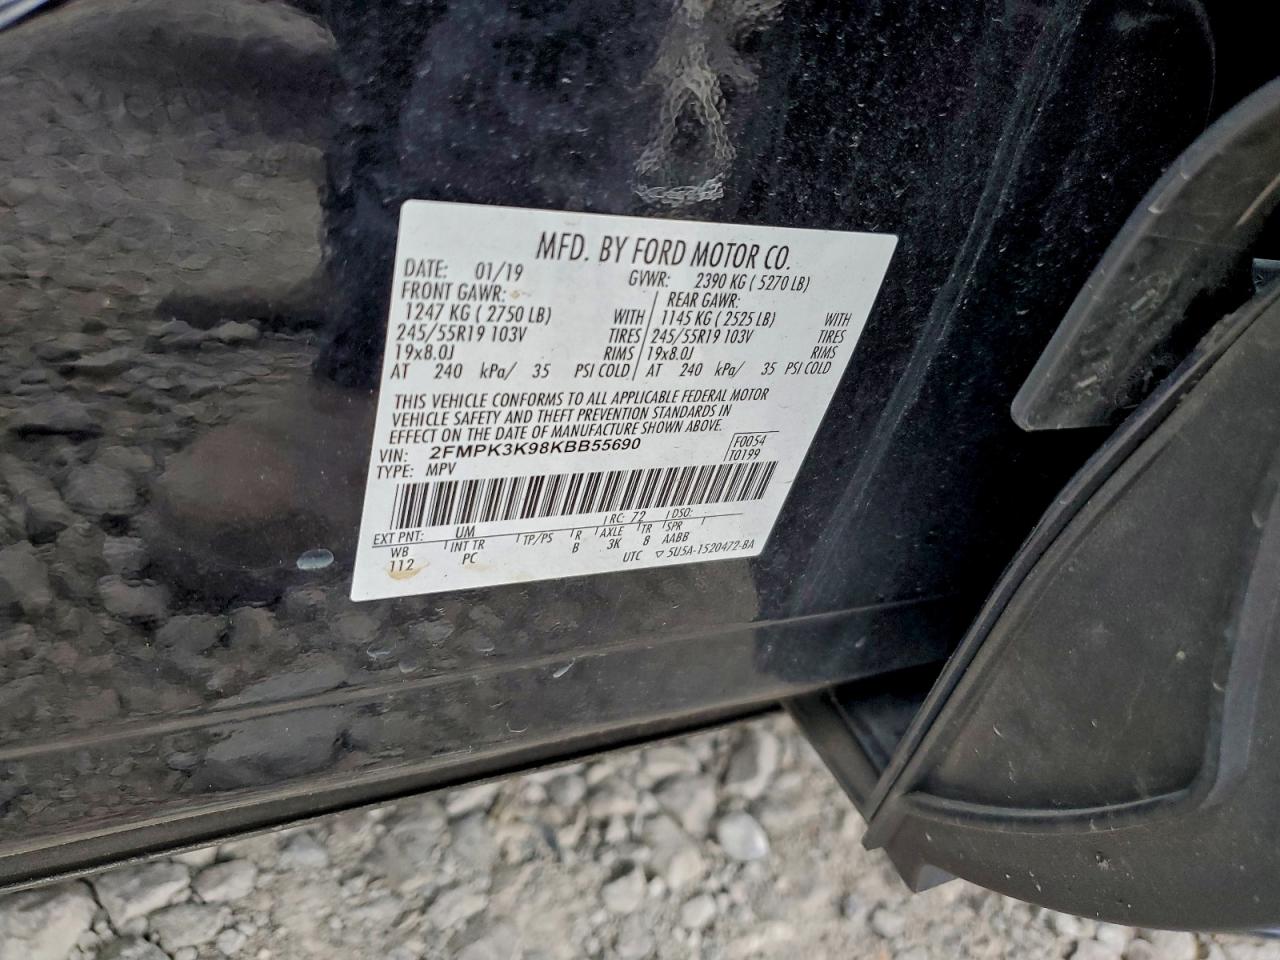 MFD. BY FORD MOTOR CO.
DATE: 01/19 GVWR: 2390 KG ( 5270 LB)
FRONT GAWR: REAR GAWR:
1247 KG ( 2750 LB) WITH 1145 KG ( 2525 LB) WITH
245/55R19 103V TIRES 245/55R19 103V TIRES
19x8.0J RIMS 19x8.0J RIMS
AT 240 kPa/ 35 PSI COLD AT 240 kPa/ 35 PSI COLD
THIS VEHICLE CONFORMS TO ALL APPLICABLE FEDERAL MOTOR
VEHICLE SAFETY AND THEFT PREVENTION STANDARDS IN
EFFECT ON THE DATE OF MANUFACTURE SHOWN ABOVE.
VIN: 2FMPK3K98KBB55690 F0054
TYPE: MPV T0199
EXT PNT: UM RC: 72 DSO:
WB INT TR TP/PS R AXLE TR SPR
112 PC B 3K 8 AABB
UTC ▽ 5U5A-1520472-BA